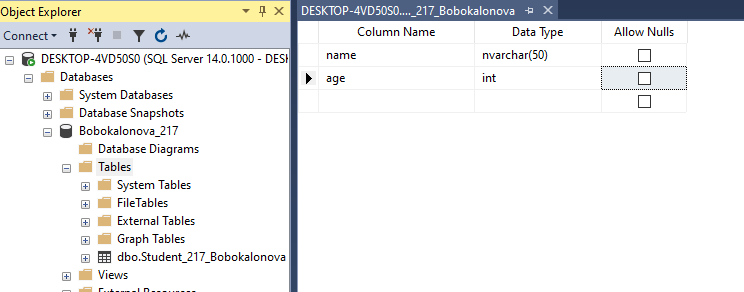 Object Explorer
Connect
DESKTOP-4VD50S0 (SQL Server 14.0.1000 - DESK
Databases
System Databases
Database Snapshots
Bobokalonova_217
Database Diagrams
Tables
System Tables
FileTables
External Tables
Graph Tables
dbo.Student_217_Bobokalonova
Views
External Resources
DESKTOP-4VD50S0...._217_Bobokalonova
Column Name Data Type Allow Nulls
name nvarchar(50)
age int